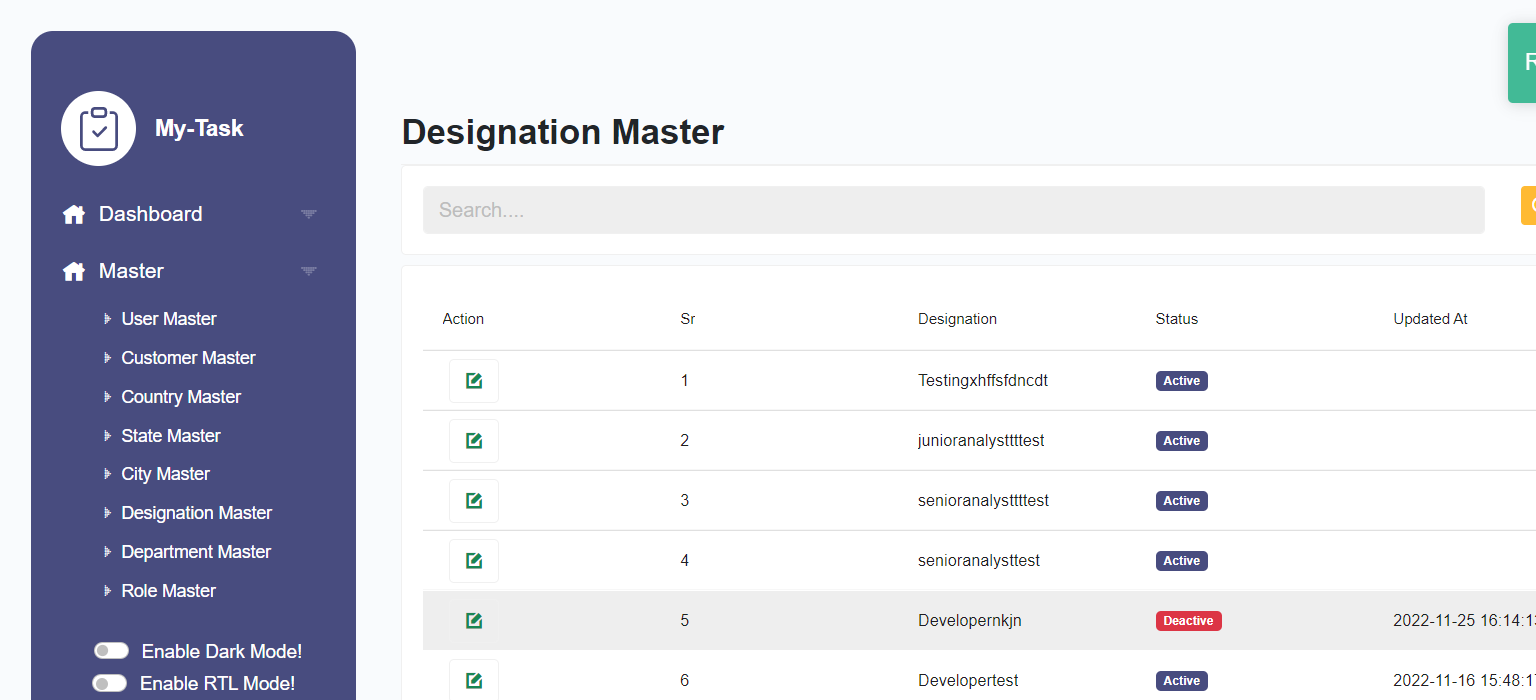 My-Task
Dashboard
Master
User Master
Customer Master
Country Master
State Master
City Master
Designation Master
Department Master
Role Master
Enable Dark Mode!
Enable RTL Mode!
R
Designation Master
Search....
Action Sr Designation Status Updated At
1 Testingxhffsfdncdt Active
2 junioranalysttttest Active
3 senioranalysttttest Active
4 senioranalysttest Active
5 Developernkjn Deactive 2022-11-25 16:14:1
6 Developertest Active 2022-11-16 15:48:1